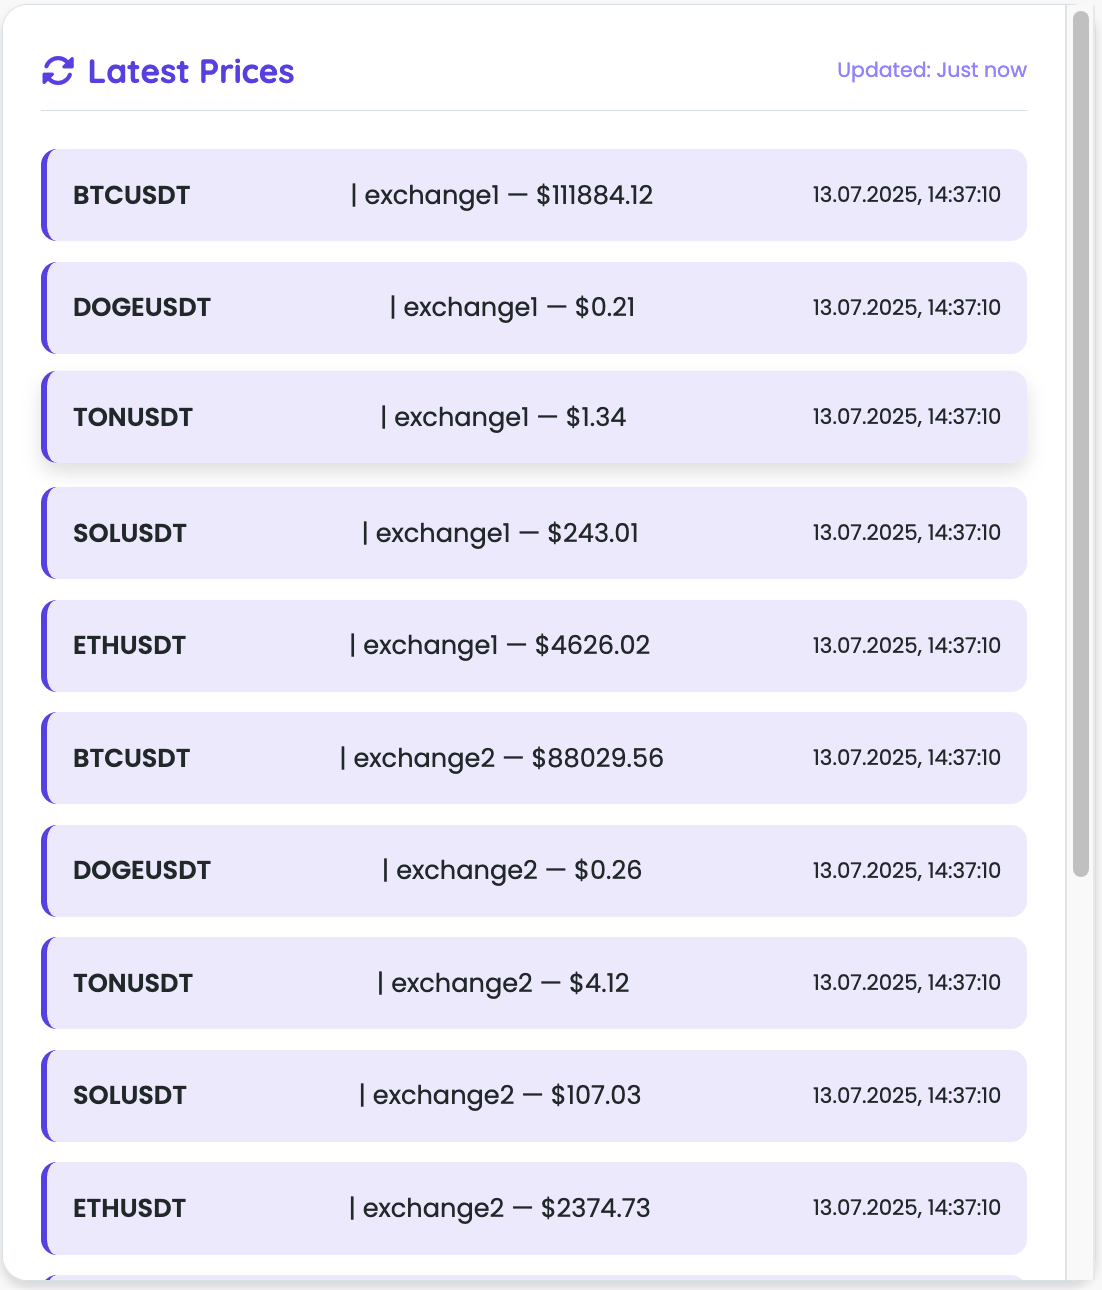 Latest Prices Updated: Just now
BTCUSDT | exchange1 — $111884.12 13.07.2025, 14:37:10
DOGEUSDT | exchange1 — $0.21 13.07.2025, 14:37:10
TONUSDT | exchange1 — $1.34 13.07.2025, 14:37:10
SOLUSDT | exchange1 — $243.01 13.07.2025, 14:37:10
ETHUSDT | exchange1 — $4626.02 13.07.2025, 14:37:10
BTCUSDT | exchange2 — $88029.56 13.07.2025, 14:37:10
DOGEUSDT | exchange2 — $0.26 13.07.2025, 14:37:10
TONUSDT | exchange2 — $4.12 13.07.2025, 14:37:10
SOLUSDT | exchange2 — $107.03 13.07.2025, 14:37:10
ETHUSDT | exchange2 — $2374.73 13.07.2025, 14:37:10